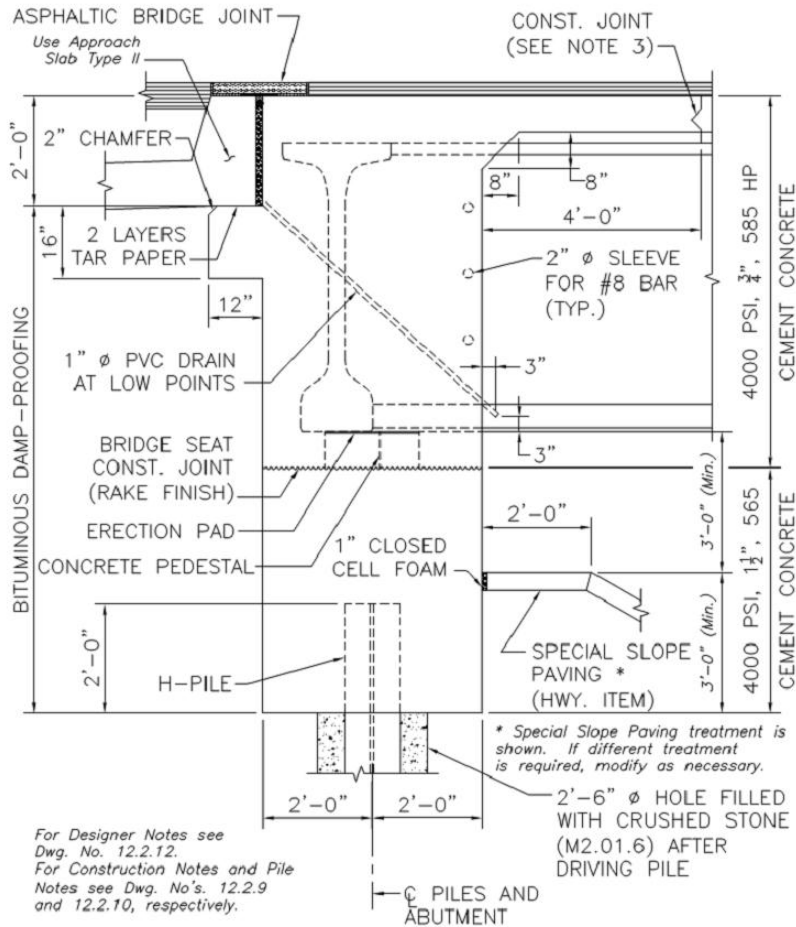 ASPHALTIC BRIDGE JOINT
Use Approach
Slab Type II
CONST. JOINT
(SEE NOTE 3)
2'-0"
2" CHAMFER
8"
8"
4'-0"
16"
2 LAYERS
TAR PAPER
2" ϕ SLEEVE
FOR #8 BAR
(TYP.)
12"
1" ϕ PVC DRAIN
AT LOW POINTS
3"
3"
4000 PSI, 3/4", 585 HP
CEMENT CONCRETE
BITUMINOUS DAMP-PROOFING
BRIDGE SEAT
CONST. JOINT
(RAKE FINISH)
ERECTION PAD
CONCRETE PEDESTAL
1" CLOSED
CELL FOAM
2'-0"
3'-0" (Min.)
3'-0" (Min.)
4000 PSI, 1 1/2", 565
CEMENT CONCRETE
2'-0"
H-PILE
SPECIAL SLOPE
PAVING *
(HWY. ITEM)
* Special Slope Paving treatment is
shown. If different treatment
is required, modify as necessary.
2'-0"
2'-0"
2'-6" ϕ HOLE FILLED
WITH CRUSHED STONE
(M2.01.6) AFTER
DRIVING PILE
For Designer Notes see
Dwg. No. 12.2.12.
For Construction Notes and Pile
Notes see Dwg. No's. 12.2.9
and 12.2.10, respectively.
℄ PILES AND
ABUTMENT